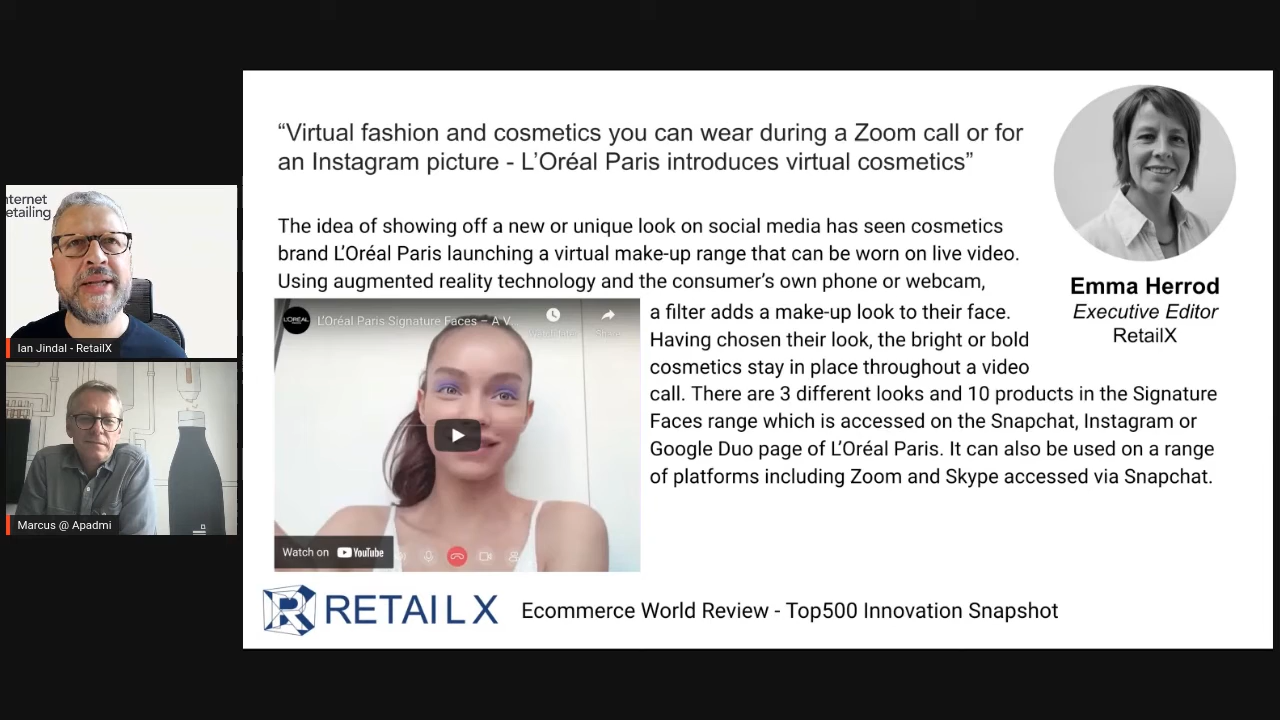 “Virtual fashion and cosmetics you can wear during a Zoom call or for
an Instagram picture - L’Oréal Paris introduces virtual cosmetics”
The idea of showing off a new or unique look on social media has seen cosmetics
brand L’Oréal Paris launching a virtual make-up range that can be worn on live video.
Using augmented reality technology and the consumer’s own phone or webcam,
a filter adds a make-up look to their face.
Having chosen their look, the bright or bold
cosmetics stay in place throughout a video
call. There are 3 different looks and 10 products in the Signature
Faces range which is accessed on the Snapchat, Instagram or
Google Duo page of L’Oréal Paris. It can also be used on a range
of platforms including Zoom and Skype accessed via Snapchat.
Emma Herrod
Executive Editor
RetailX
L'ORÉAL
L’Oréal Paris Signature Faces – A V
Watch on YouTube
RETAILX
Ecommerce World Review - Top500 Innovation Snapshot
nternet
etailing
Ian Jindal - RetailX
Marcus @ Apadmi